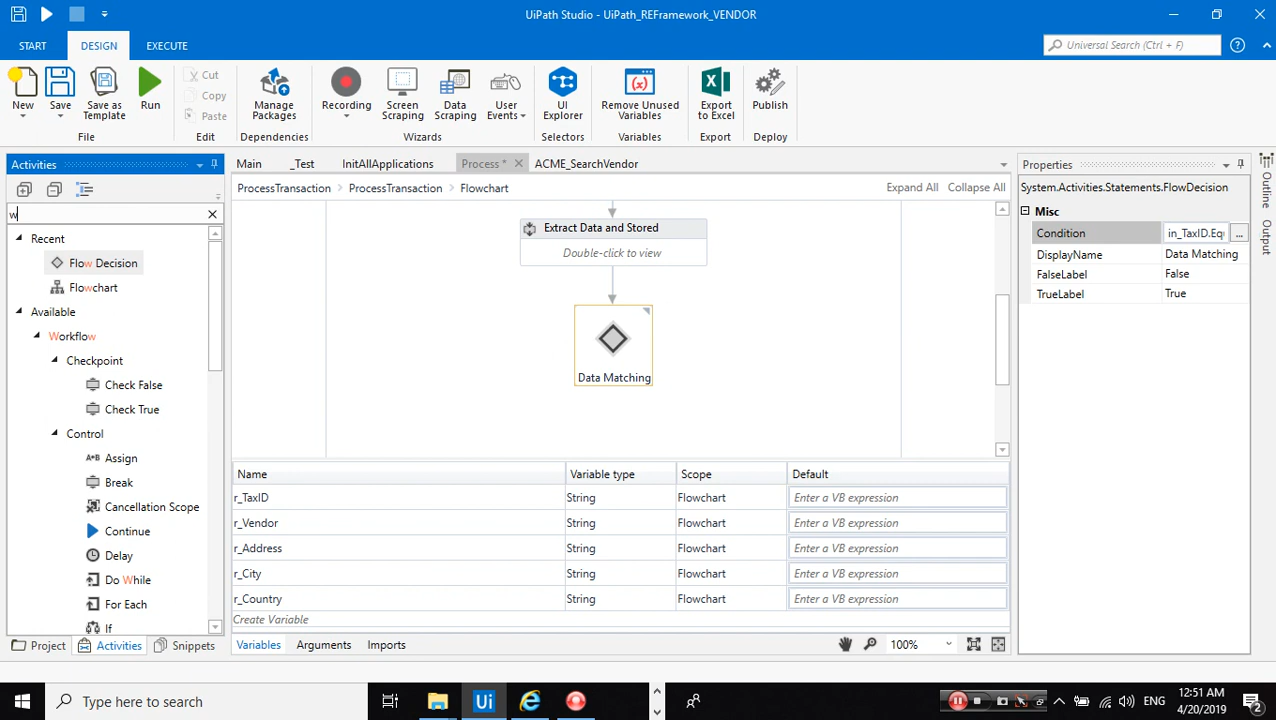 UiPath Studio - UiPath_REFramework_VENDOR
START
DESIGN
EXECUTE
Universal Search (Ctrl + F)
New
Save
Save as Template
Run
Cut
Copy
Paste
Manage Packages
Recording
Screen Scraping
Data Scraping
User Events
UI Explorer
Remove Unused Variables
Export to Excel
Publish
File
Edit
Dependencies
Wizards
Selectors
Variables
Export
Deploy
Activities
Main
_Test
InitAllApplications
Process *
ACME_SearchVendor
Properties
ProcessTransaction
ProcessTransaction
Flowchart
Expand All
Collapse All
System.Activities.Statements.FlowDecision
w
Misc
Condition
in_TaxID.Equ
...
DisplayName
Data Matching
FalseLabel
False
TrueLabel
True
Outline
Output
Recent
Flow Decision
Flowchart
Available
Workflow
Checkpoint
Check False
Check True
Control
A*B Assign
Break
Cancellation Scope
Continue
Delay
Do While
For Each
If
Extract Data and Stored
Double-click to view
Data Matching
Name
Variable type
Scope
Default
r_TaxID
String
Flowchart
Enter a VB expression
r_Vendor
String
Flowchart
Enter a VB expression
r_Address
String
Flowchart
Enter a VB expression
r_City
String
Flowchart
Enter a VB expression
r_Country
String
Flowchart
Enter a VB expression
Create Variable
Project
Activities
Snippets
Variables
Arguments
Imports
100%
Type here to search
Ui
ENG
12:51 AM
4/20/2019
2